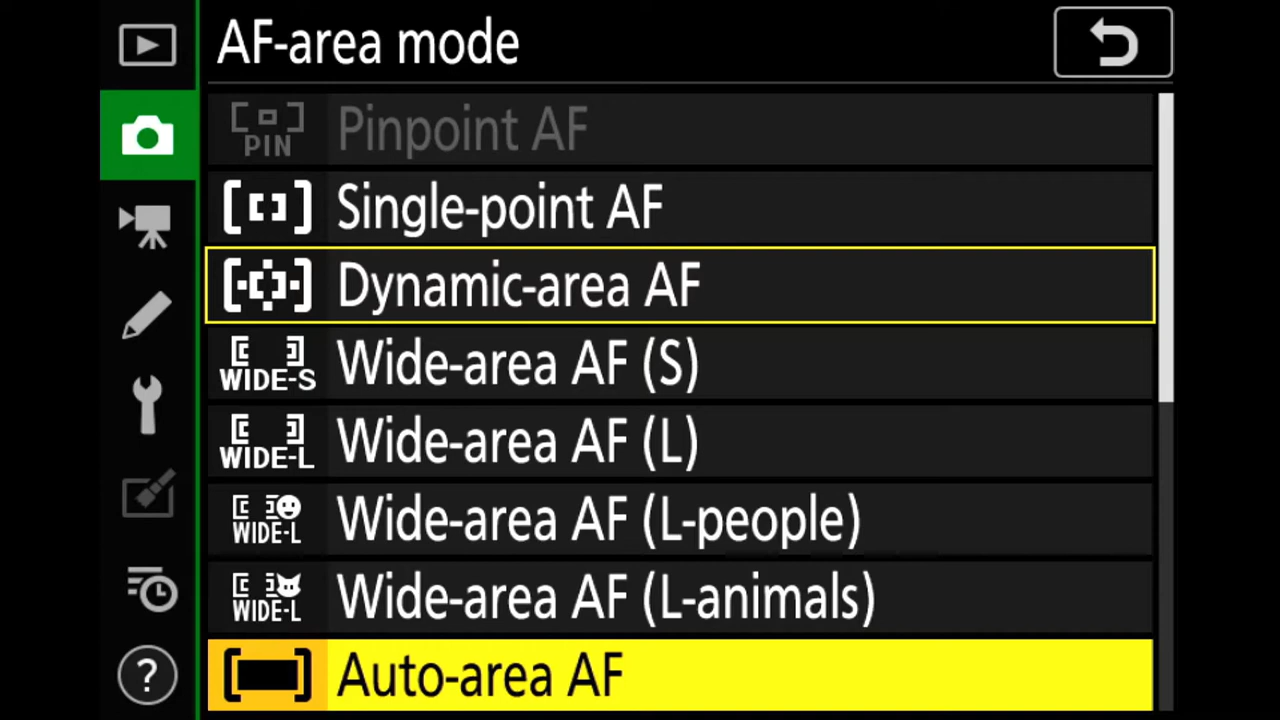 AF-area mode
PIN Pinpoint AF
Single-point AF
Dynamic-area AF
WIDE-S Wide-area AF (S)
WIDE-L Wide-area AF (L)
WIDE-L Wide-area AF (L-people)
WIDE-L Wide-area AF (L-animals)
? Auto-area AF